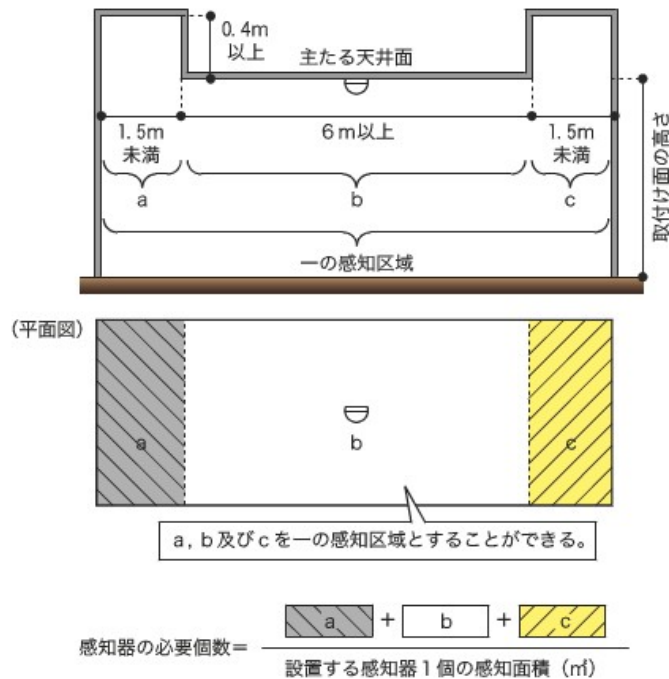 0.4m
以上
主たる天井面
1.5m
未満
6m以上
1.5m
未満
a
b
c
取付け面の高さ
一の感知区域
(平面図)
a
b
c
a, b及びcを一の感知区域とすることができる。
感知器の必要個数＝
a + b + c
設置する感知器1個の感知面積（㎡）